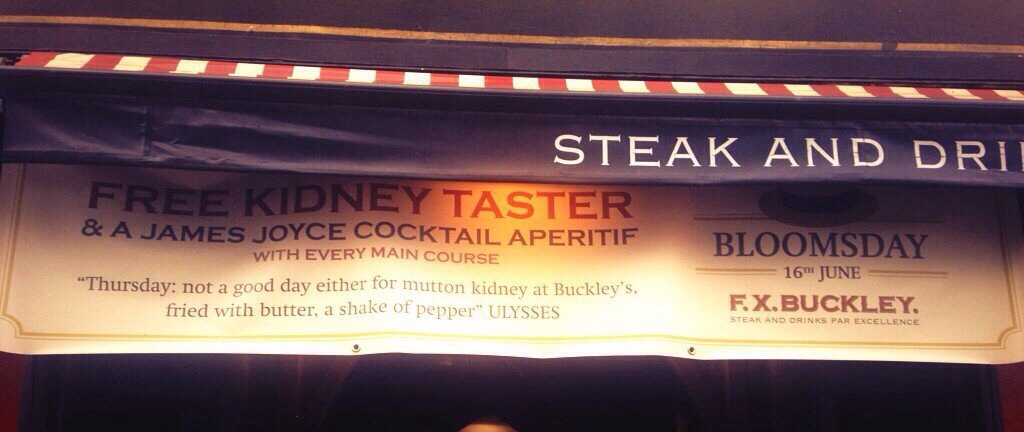 STEAK AND
FREE KIDNEY TASTER
& A JAMES JOYCE COCKTAIL APERITIF
WITH EVERY MAIN COURSE
“Thursday: not a good day either for mutton kidney at Buckley’s,
fried with butter, a shake of pepper” ULYSSES
BLOOMSDAY
16TH JUNE
F.X.BUCKLEY.
STEAK AND DRINKS PAR EXCELLENCE